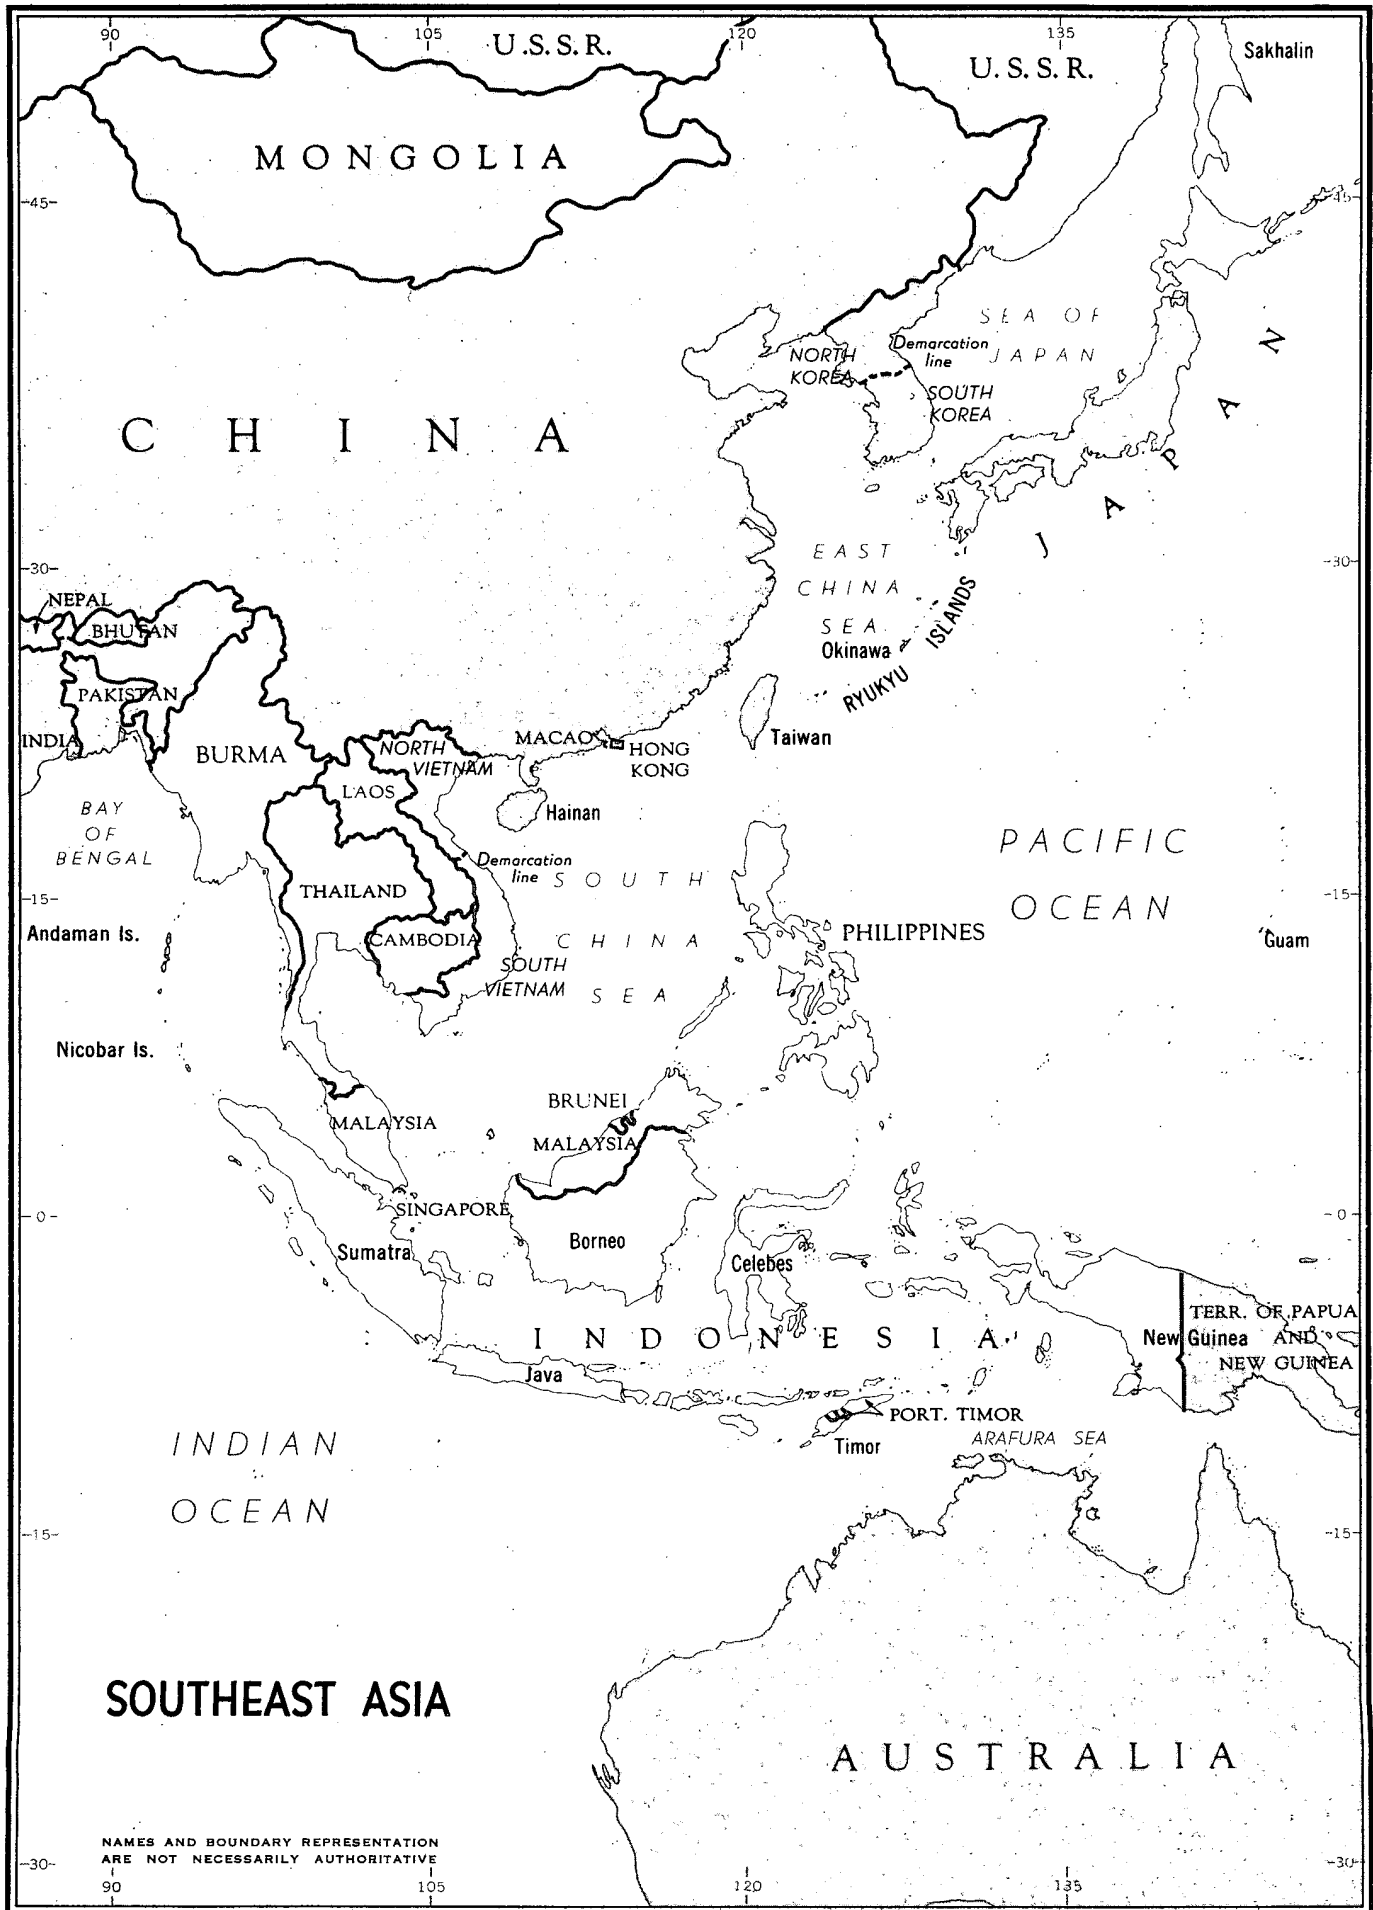 90
105
120
135
U.S.S.R.
U.S.S.R.
Sakhalin
MONGOLIA
45
45
SEA OF
JAPAN
NORTH
KOREA
Demarcation
line
SOUTH
KOREA
CHINA
JAPAN
30
30
EAST
CHINA
SEA
NEPAL
BHUTAN
Okinawa
RYUKYU ISLANDS
PAKISTAN
INDIA
BURMA
NORTH
VIETNAM
MACAO
HONG
KONG
Taiwan
LAOS
Hainan
BAY
OF
BENGAL
PACIFIC
OCEAN
Demarcation
line
SOUTH
CHINA
SEA
THAILAND
15
15
CAMBODIA
Andaman Is.
PHILIPPINES
Guam
SOUTH
VIETNAM
Nicobar Is.
BRUNEI
MALAYSIA
MALAYSIA
SINGAPORE
0
0
Sumatra
Borneo
Celebes
INDONESIA
TERR. OF PAPUA
AND
NEW GUINEA
New Guinea
Java
PORT. TIMOR
Timor
ARAFURA SEA
INDIAN
OCEAN
15
15
SOUTHEAST ASIA
AUSTRALIA
NAMES AND BOUNDARY REPRESENTATION
ARE NOT NECESSARILY AUTHORITATIVE
30
30
90
105
120
135